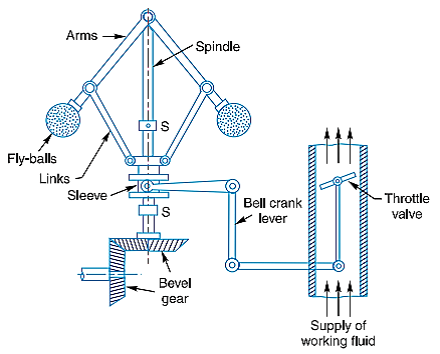 Arms
Spindle
S
Fly-balls
Links
Sleeve
S
Bell crank
lever
Throttle
valve
Bevel
gear
Supply of
working fluid